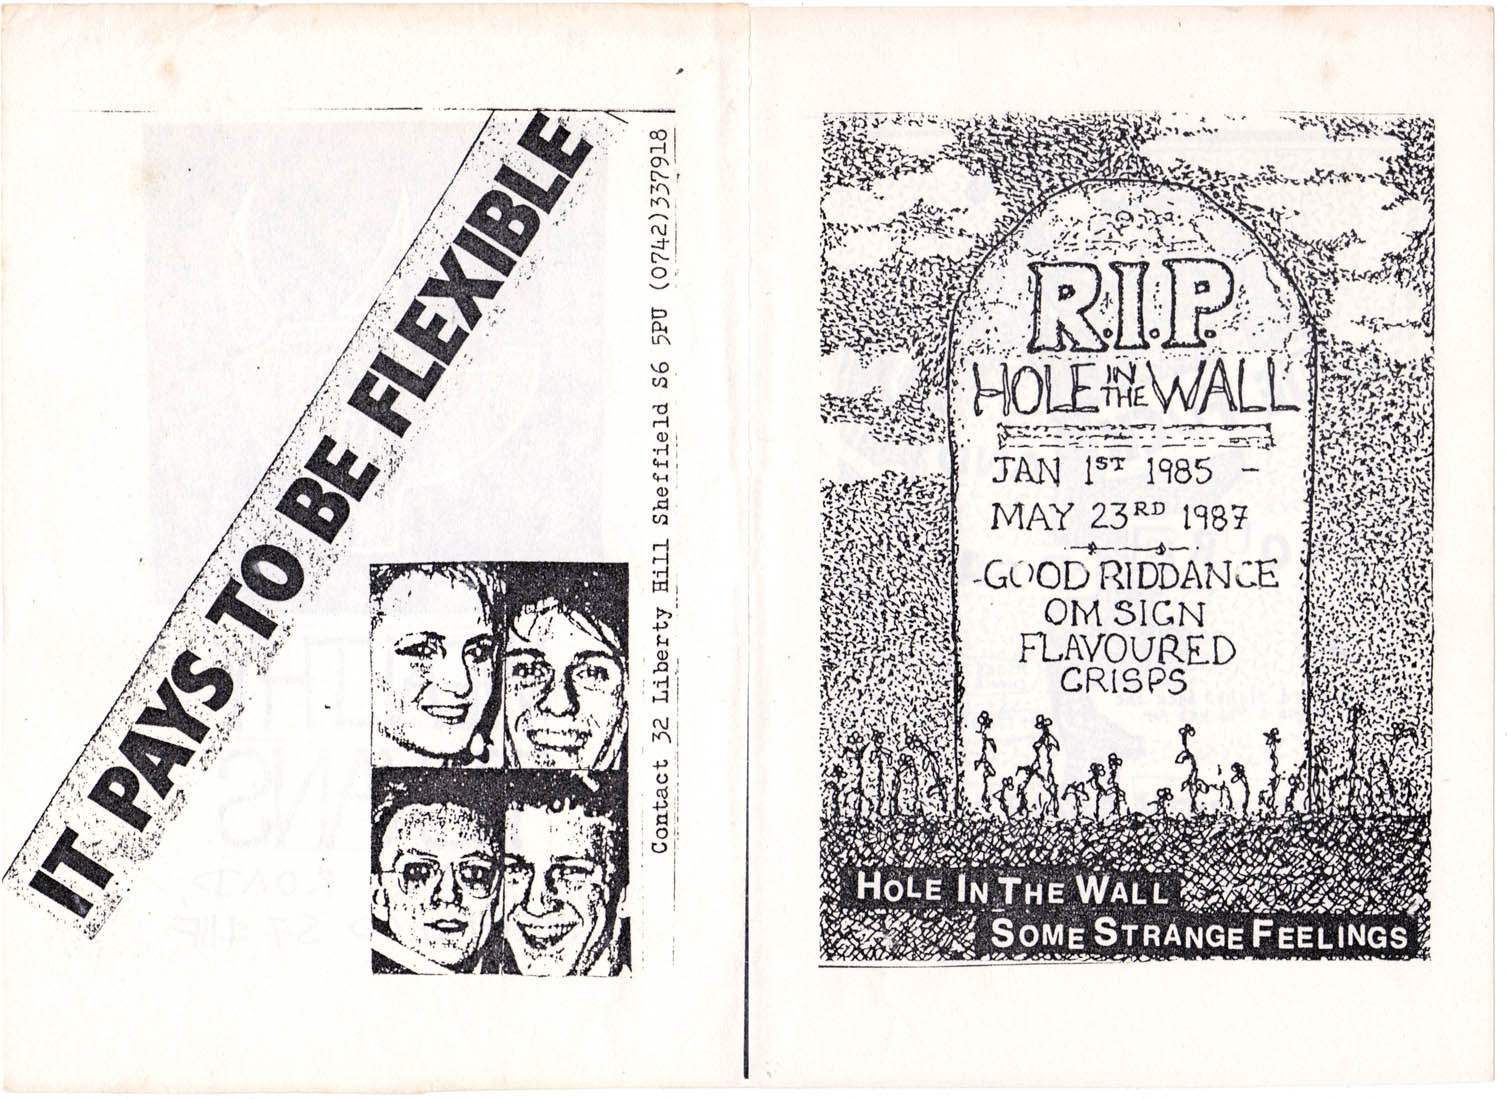 IT PAYS TO BE FLEXIBLE
Contact 32 Liberty Hill Sheffield S6 5PU (0742)337918
R.I.P.
HOLE IN THE WALL
JAN 1ST 1985 -
MAY 23RD 1987
GOOD RIDDANCE
OM SIGN
FLAVOURED
CRISPS
HOLE IN THE WALL
SOME STRANGE FEELINGS